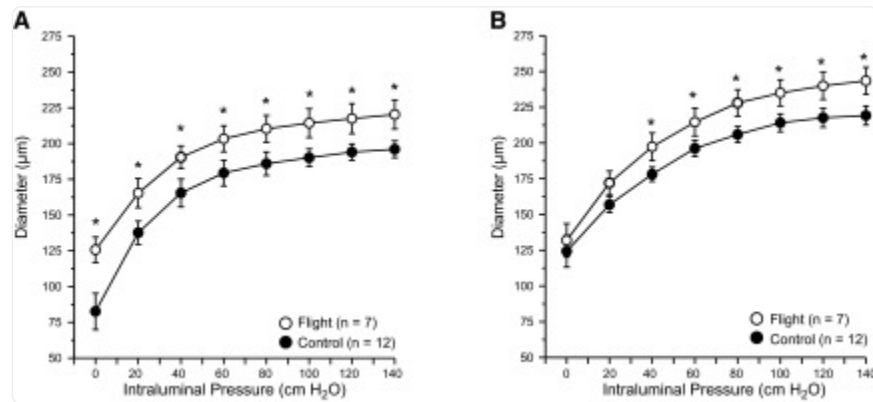 A
Diameter (µm)
250
225
200
175
150
125
100
75
50
* * * * * * * *
Flight (n = 7)
Control (n = 12)
0 20 40 60 80 100 120 140
Intraluminal Pressure (cm H₂O)
B
Diameter (µm)
250
225
200
175
150
125
100
75
50
* * * * * *
Flight (n = 7)
Control (n = 12)
0 20 40 60 80 100 120 140
Intraluminal Pressure (cm H₂O)